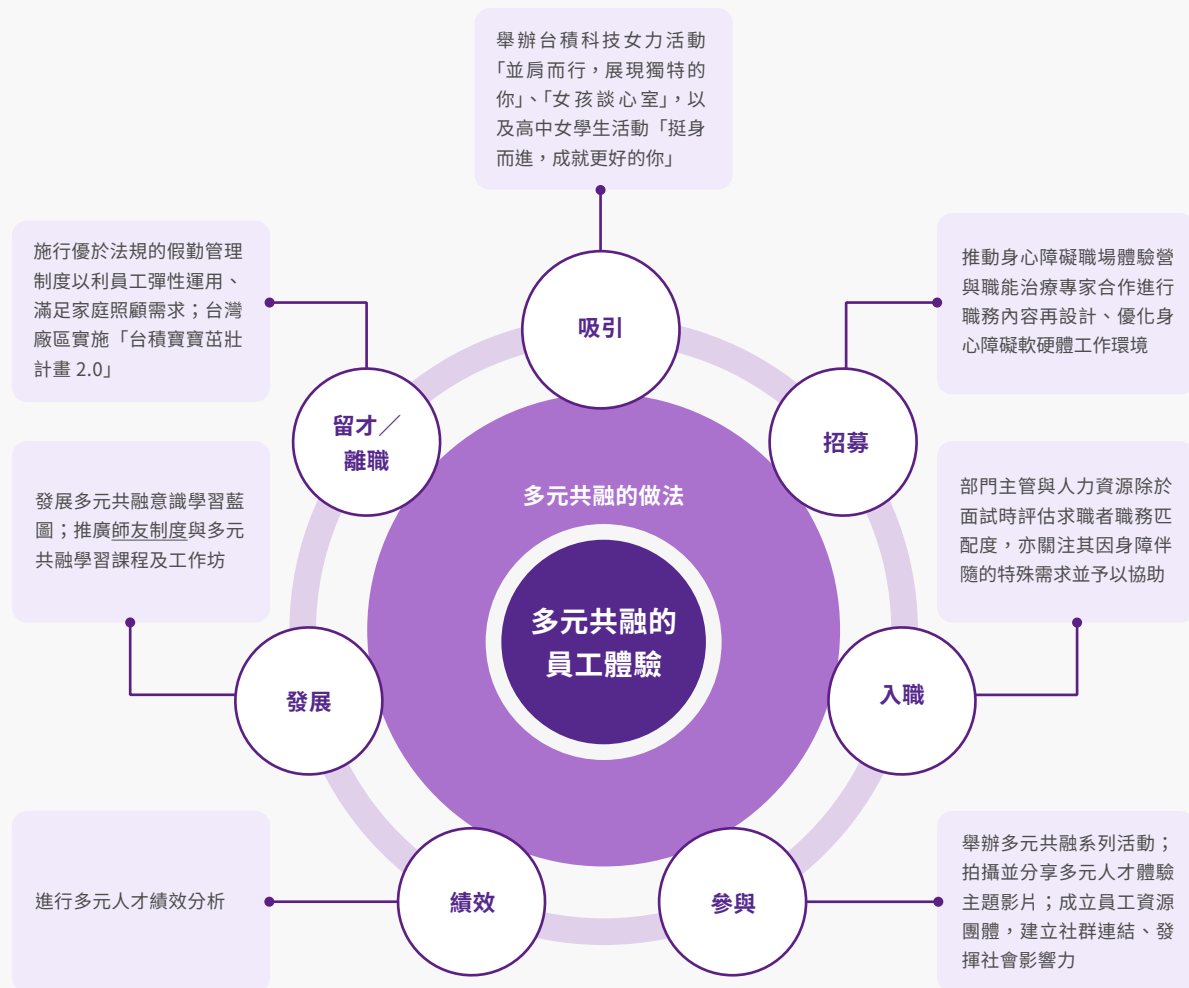 舉辦台積科技女力活動
「並肩而行,展現獨特的
你」、「女孩談心室」,以
及高中女學生活動「挺身
而進,成就更好的你」
吸引
推動身心障礙職場體驗營
與職能治療專家合作進行
職務內容再設計、優化身
心障礙軟硬體工作環境
招募
部門主管與人力資源除於
面試時評估求職者職務匹
配度,亦關注其因身障伴
隨的特殊需求並予以協助
入職
舉辦多元共融系列活動;
拍攝並分享多元人才體驗
主題影片;成立員工資源
團體,建立社群連結、發
揮社會影響力
參與
進行多元人才績效分析
績效
發展多元共融意識學習藍
圖;推廣師友制度與多元
共融學習課程及工作坊
發展
施行優於法規的假勤管理
制度以利員工彈性運用、
滿足家庭照顧需求;台灣
廠區實施「台積寶寶茁壯
計畫 2.0」
留才／
離職
多元共融的做法
多元共融的
員工體驗